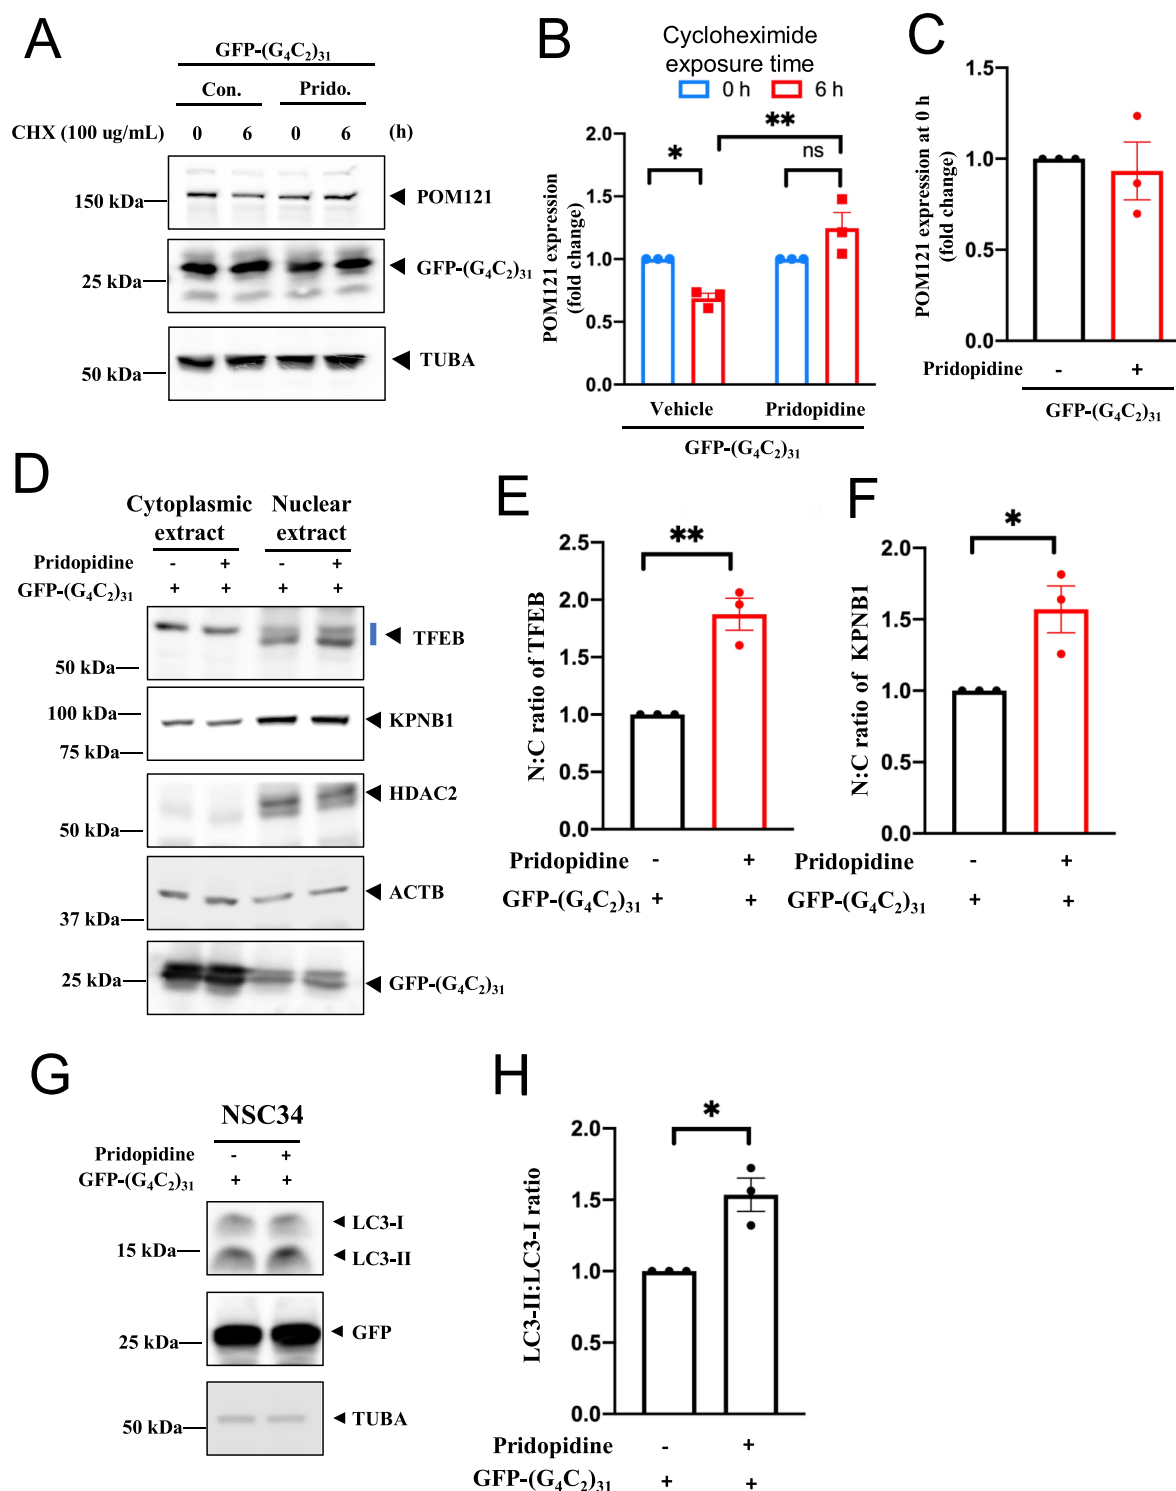 A
GFP-(G₄C₂)₃₁
Con. Prido.
CHX (100 ug/mL) 0 6 0 6 (h)
150 kDa POM121
25 kDa GFP-(G₄C₂)₃₁
50 kDa TUBA
B
Cycloheximide
exposure time
0 h 6 h
POM121 expression
(fold change)
2.0
1.5
1.0
0.5
0.0
* ** ns
Vehicle Pridopidine
GFP-(G₄C₂)₃₁
C
POM121 expression at 0 h
(fold change)
1.5
1.0
0.5
0.0
Pridopidine - +
GFP-(G₄C₂)₃₁
D
Cytoplasmic Nuclear
extract extract
Pridopidine - + - +
GFP-(G₄C₂)₃₁ + + + +
50 kDa TFEB
100 kDa KPNB1
75 kDa
HDAC2
50 kDa
ACTB
37 kDa
25 kDa GFP-(G₄C₂)₃₁
E
N:C ratio of TFEB
2.5
2.0
1.5
1.0
0.5
0.0
**
Pridopidine - +
GFP-(G₄C₂)₃₁ + +
F
N:C ratio of KPNB1
2.0
1.5
1.0
0.5
0.0
*
- +
GFP-(G₄C₂)₃₁ + +
G
NSC34
Pridopidine - +
GFP-(G₄C₂)₃₁ + +
LC3-I
15 kDa LC3-II
25 kDa GFP
50 kDa TUBA
H
LC3-II:LC3-I ratio
2.0
1.5
1.0
0.5
0.0
*
Pridopidine - +
GFP-(G₄C₂)₃₁ + +